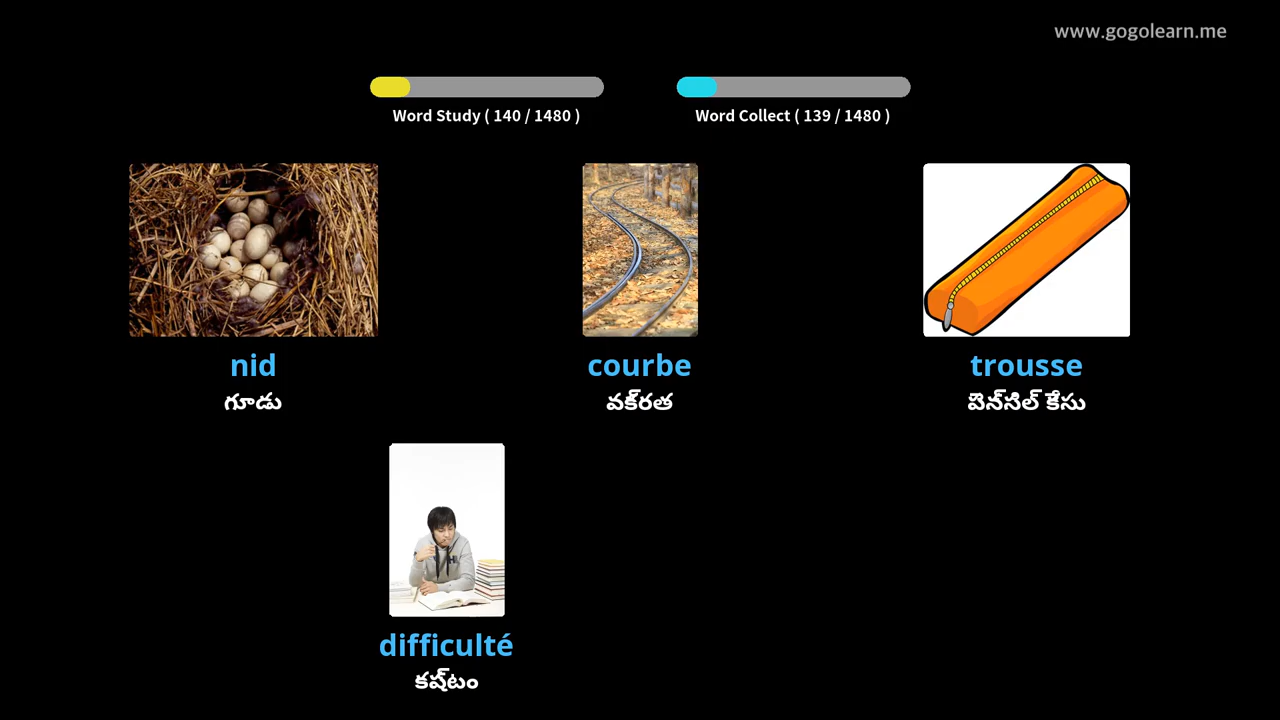 www.gogolearn.me
Word Study ( 140 / 1480 )
Word Collect ( 139 / 1480 )
nid
గూడు
courbe
వక్రత
trousse
పెన్సిల్ కేసు
difficulté
కష్టం